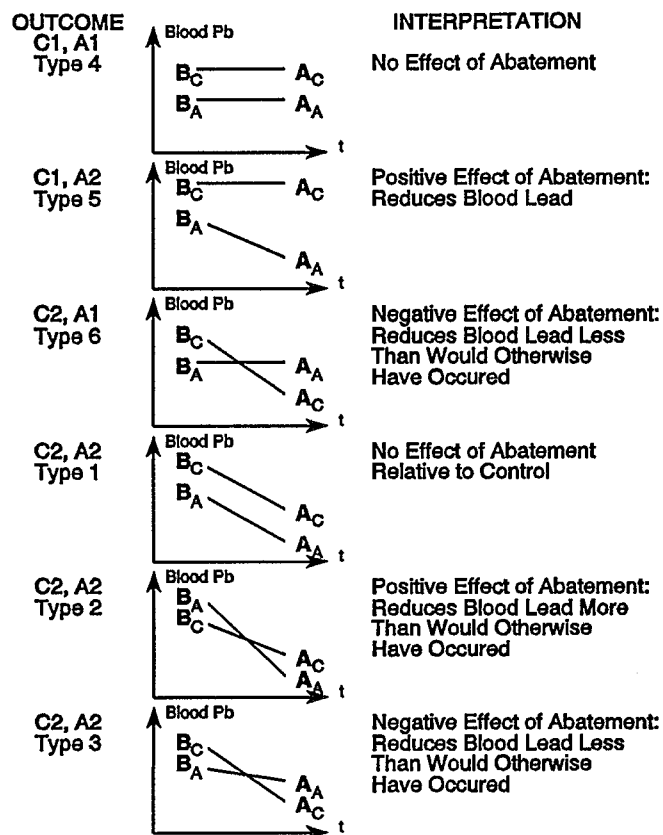 OUTCOME
INTERPRETATION
C1, A1
Type 4
Blood Pb
B_C
A_C
B_A
A_A
t
No Effect of Abatement
C1, A2
Type 5
Blood Pb
B_C
A_C
B_A
A_A
t
Positive Effect of Abatement:
Reduces Blood Lead
C2, A1
Type 6
Blood Pb
B_C
B_A
A_A
A_C
t
Negative Effect of Abatement:
Reduces Blood Lead Less
Than Would Otherwise
Have Occured
C2, A2
Type 1
Blood Pb
B_C
B_A
A_C
A_A
t
No Effect of Abatement
Relative to Control
C2, A2
Type 2
Blood Pb
B_A
B_C
A_C
A_A
t
Positive Effect of Abatement:
Reduces Blood Lead More
Than Would Otherwise
Have Occured
C2, A2
Type 3
Blood Pb
B_C
B_A
A_A
A_C
t
Negative Effect of Abatement:
Reduces Blood Lead Less
Than Would Otherwise
Have Occured